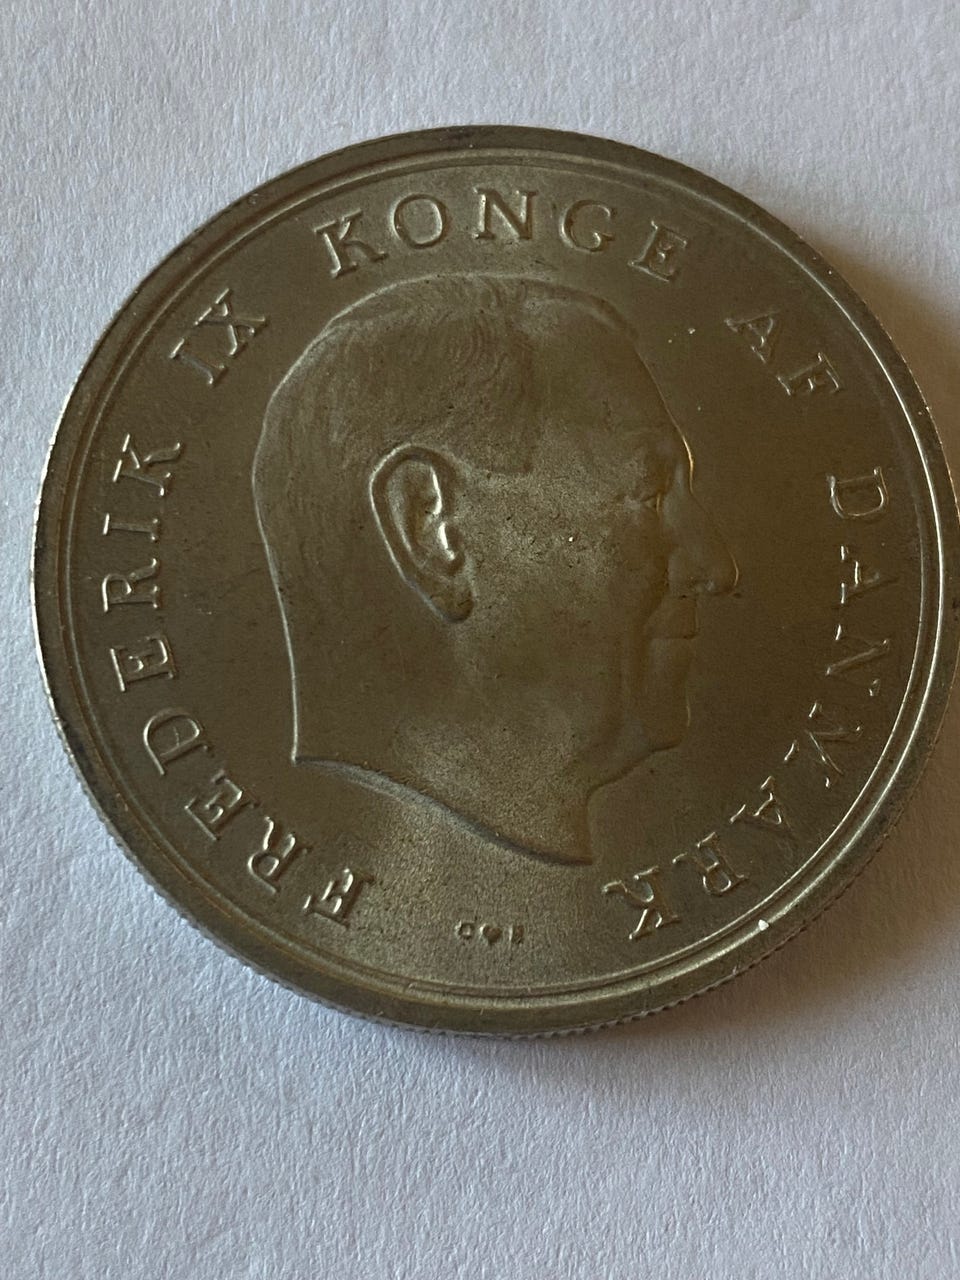 FREDERIK IX KONGE AF DANMARK